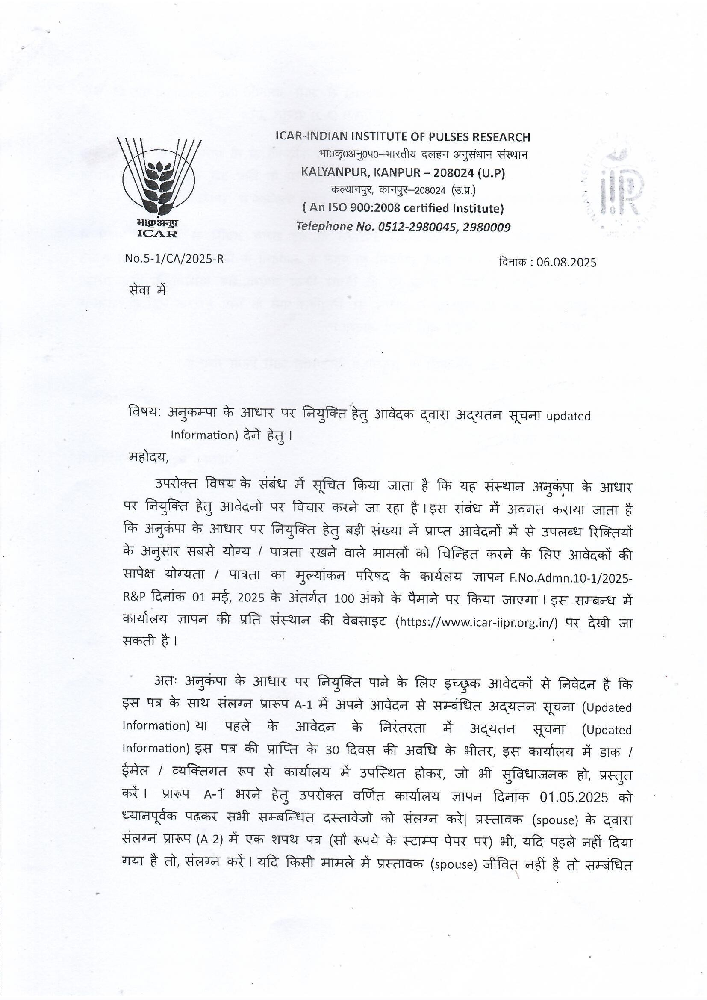 ICAR-INDIAN INSTITUTE OF PULSES RESEARCH
भा0कृ0अनु0प0–भारतीय दलहन अनुसंधान संस्थान
KALYANPUR, KANPUR – 208024 (U.P)
कल्यानपुर, कानपुर–208024 (उ.प्र.)
( An ISO 900:2008 certified Institute)
Telephone No. 0512-2980045, 2980009
भाकृअनुप
ICAR
No.5-1/CA/2025-R
दिनांक : 06.08.2025
सेवा में
विषय: अनुकम्पा के आधार पर नियुक्ति हेतु आवेदक द्वारा अद्यतन सूचना updated
Information) देने हेतु ।
महोदय,
उपरोक्त विषय के संबंध में सूचित किया जाता है कि यह संस्थान अनुकंपा के आधार
पर नियुक्ति हेतु आवेदनो पर विचार करने जा रहा है । इस संबंध में अवगत कराया जाता है
कि अनुकंपा के आधार पर नियुक्ति हेतु बड़ी संख्या में प्राप्त आवेदनों में से उपलब्ध रिक्तियों
के अनुसार सबसे योग्य / पात्रता रखने वाले मामलों को चिन्हित करने के लिए आवेदकों की
सापेक्ष योग्यता / पात्रता का मुल्यांकन परिषद के कार्यलय ज्ञापन F.No.Admn.10-1/2025-
R&P दिनांक 01 मई, 2025 के अंतर्गत 100 अंको के पैमाने पर किया जाएगा । इस सम्बन्ध में
कार्यालय ज्ञापन की प्रति संस्थान की वेबसाइट (https://www.icar-iipr.org.in/) पर देखी जा
सकती है ।
अतः अनुकंपा के आधार पर नियुक्ति पाने के लिए इच्छुक आवेदकों से निवेदन है कि
इस पत्र के साथ संलग्न प्रारूप A-1 में अपने आवेदन से सम्बंधित अद्यतन सूचना (Updated
Information) या पहले के आवेदन के निरंतरता में अद्यतन सूचना (Updated
Information) इस पत्र की प्राप्ति के 30 दिवस की अवधि के भीतर, इस कार्यालय में डाक /
ईमेल / व्यक्तिगत रूप से कार्यालय में उपस्थित होकर, जो भी सुविधाजनक हो, प्रस्तुत
करें । प्रारूप A-1 भरने हेतु उपरोक्त वर्णित कार्यालय ज्ञापन दिनांक 01.05.2025 को
ध्यानपूर्वक पढ़कर सभी सम्बन्धित दस्तावेजो को संलग्न करे| प्रस्तावक (spouse) के द्वारा
संलग्न प्रारूप (A-2) में एक शपथ पत्र (सौ रूपये के स्टाम्प पेपर पर) भी, यदि पहले नहीं दिया
गया है तो, संलग्न करें । यदि किसी मामले में प्रस्तावक (spouse) जीवित नहीं है तो सम्बंधित